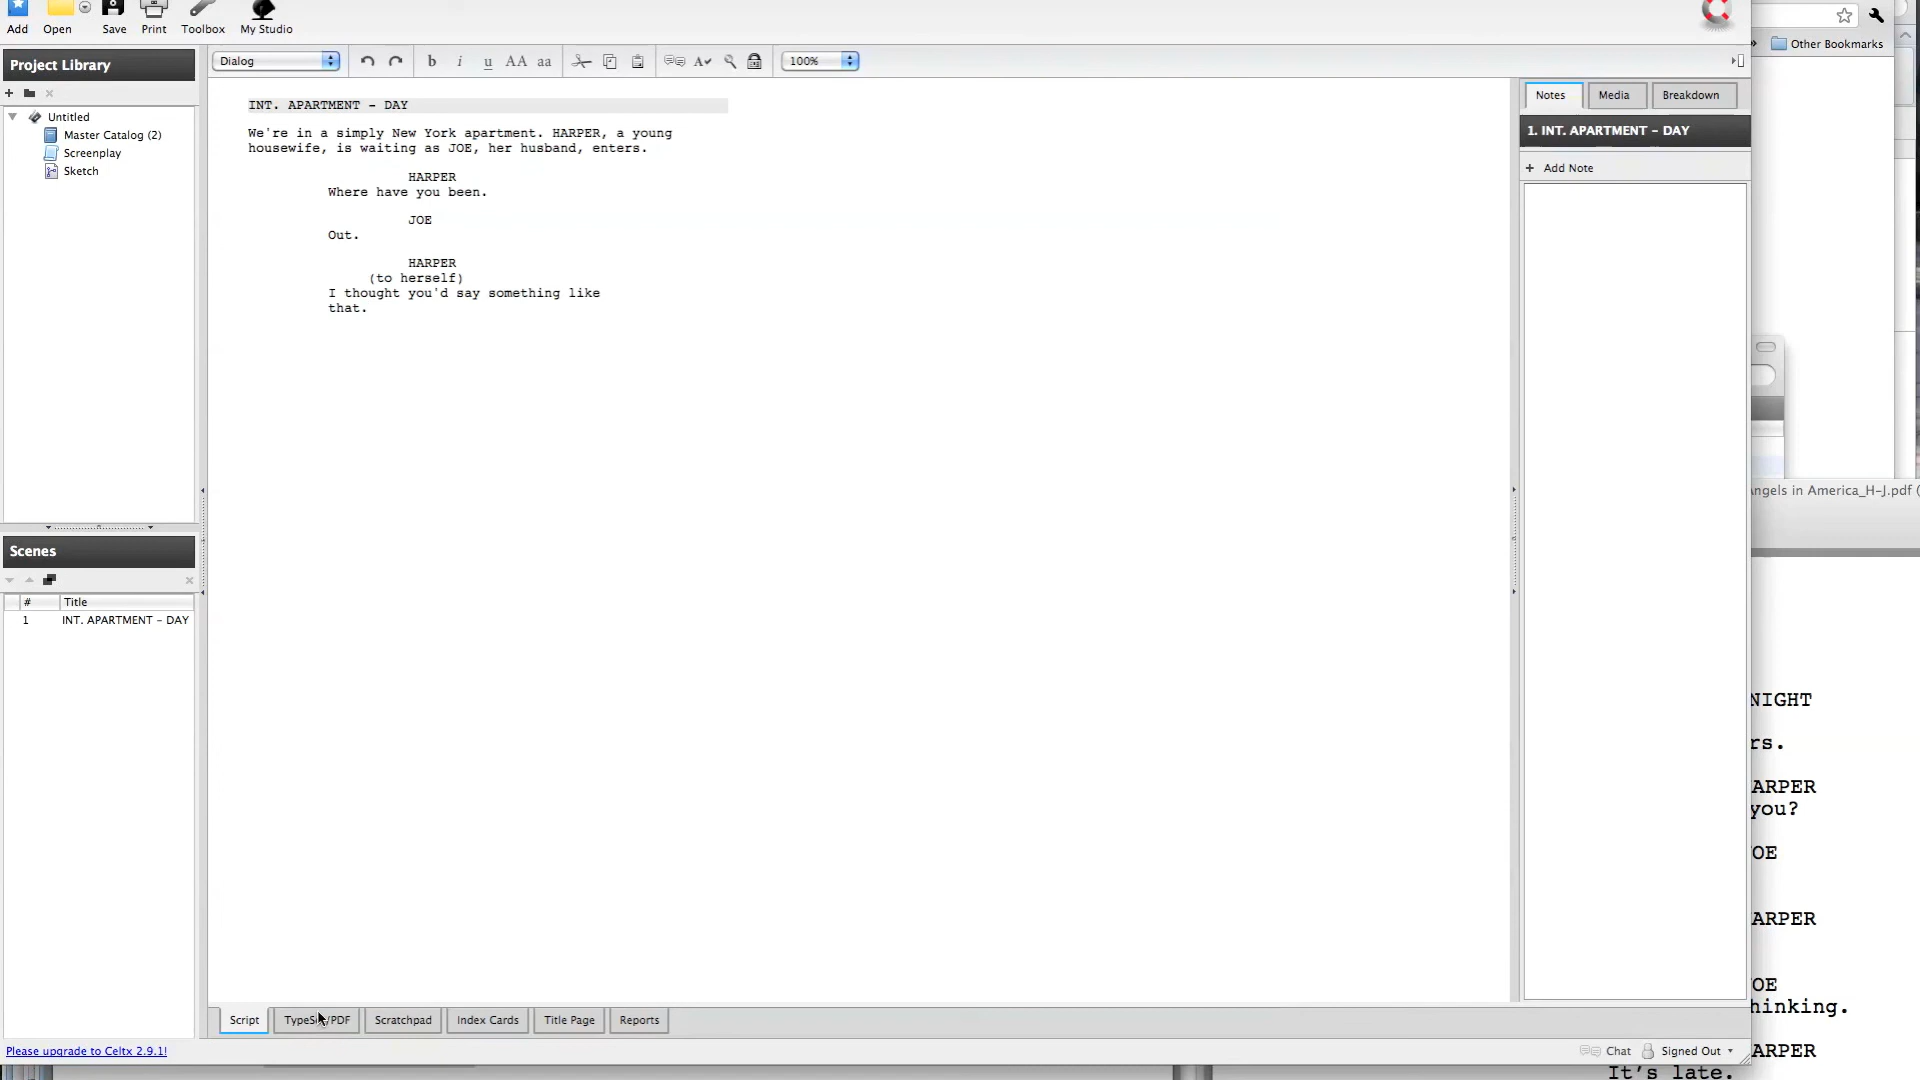 Add
Open
Save
Print
Toolbox
My Studio
Other Bookmarks
Project Library
Dialog
b
i
u
AA
aa
100%
Untitled
Master Catalog (2)
Screenplay
Sketch
INT. APARTMENT - DAY
We're in a simply New York apartment. HARPER, a young
housewife, is waiting as JOE, her husband, enters.
HARPER
Where have you been.
JOE
Out.
HARPER
(to herself)
I thought you'd say something like
that.
Notes
Media
Breakdown
1. INT. APARTMENT - DAY
+ Add Note
Scenes
# Title
1 INT. APARTMENT - DAY
ngels in America_H-J.pdf (
NIGHT
rs.
ARPER
you?
OE
ARPER
OE
hinking.
ARPER
It's late.
Script
TypeSet/PDF
Scratchpad
Index Cards
Title Page
Reports
Please upgrade to Celtx 2.9.1!
Chat
Signed Out